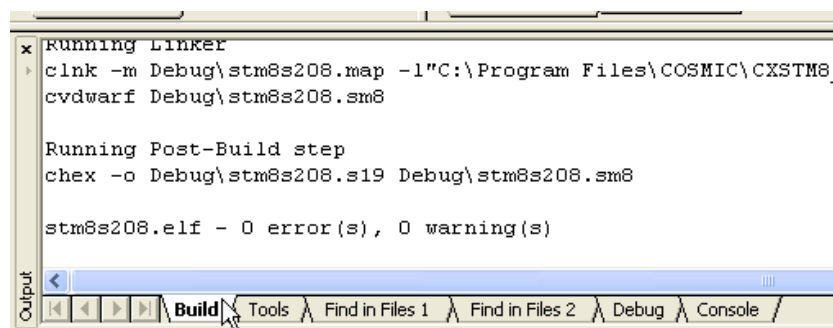 Running Linker
clnk -m Debug\stm8s208.map -l"C:\Program Files\COSMIC\CXSTM8_
cvdwarf Debug\stm8s208.sm8
Running Post-Build step
chex -o Debug\stm8s208.s19 Debug\stm8s208.sm8
stm8s208.elf - 0 error(s), 0 warning(s)
Output
Build Tools Find in Files 1 Find in Files 2 Debug Console